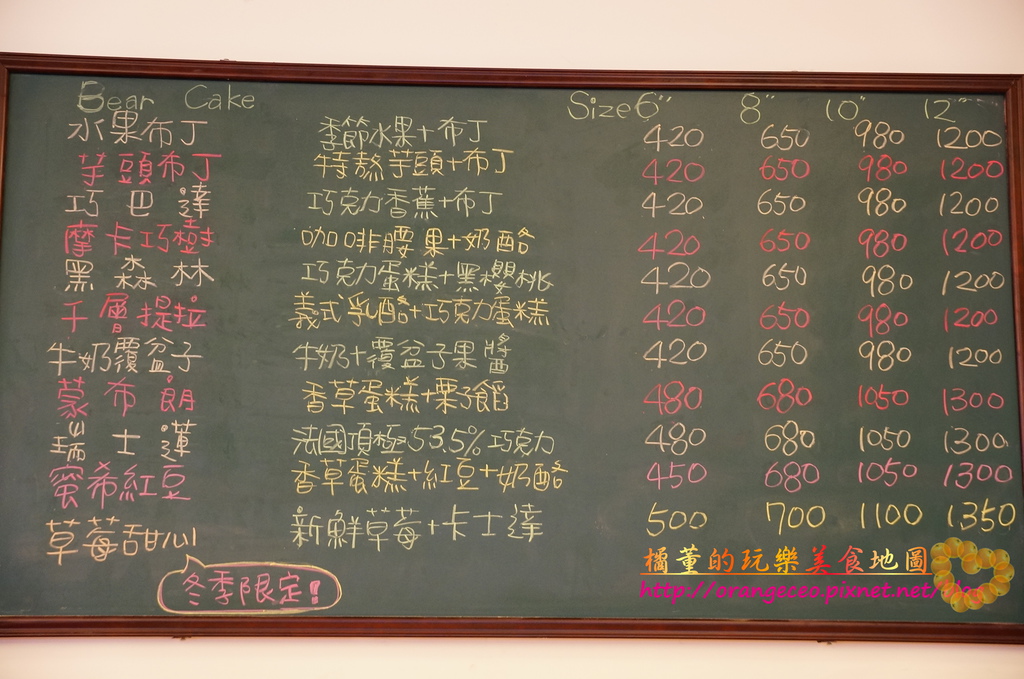 Bear Cake Size 6" 8" 10" 12"
水果布丁 季節水果+布丁 420 650 980 1200
芋頭布丁 特熬芋頭+布丁 420 650 980 1200
巧巴達 巧克力香蕉+布丁 420 650 980 1200
摩卡巧樹 咖啡腰果+奶酪 420 650 980 1200
黑森林 巧克力蛋糕+黑櫻桃 420 650 980 1200
千層提拉 義式乳酪+巧克力蛋糕 420 650 980 1200
牛奶覆盆子 牛奶+覆盆子果醬 420 650 980 1200
蒙布朗 香草蛋糕+栗子餡 480 680 1050 1300
瑞士蓮 法國頂極53.5%巧克力 480 680 1050 1300
蜜希紅豆 香草蛋糕+紅豆+奶酪 450 680 1050 1300
草莓甜心 新鮮草莓+卡士達 500 700 1100 1350
冬季限定!
橘董的玩樂美食地圖
http://orangeceo.pixnet.net/blog